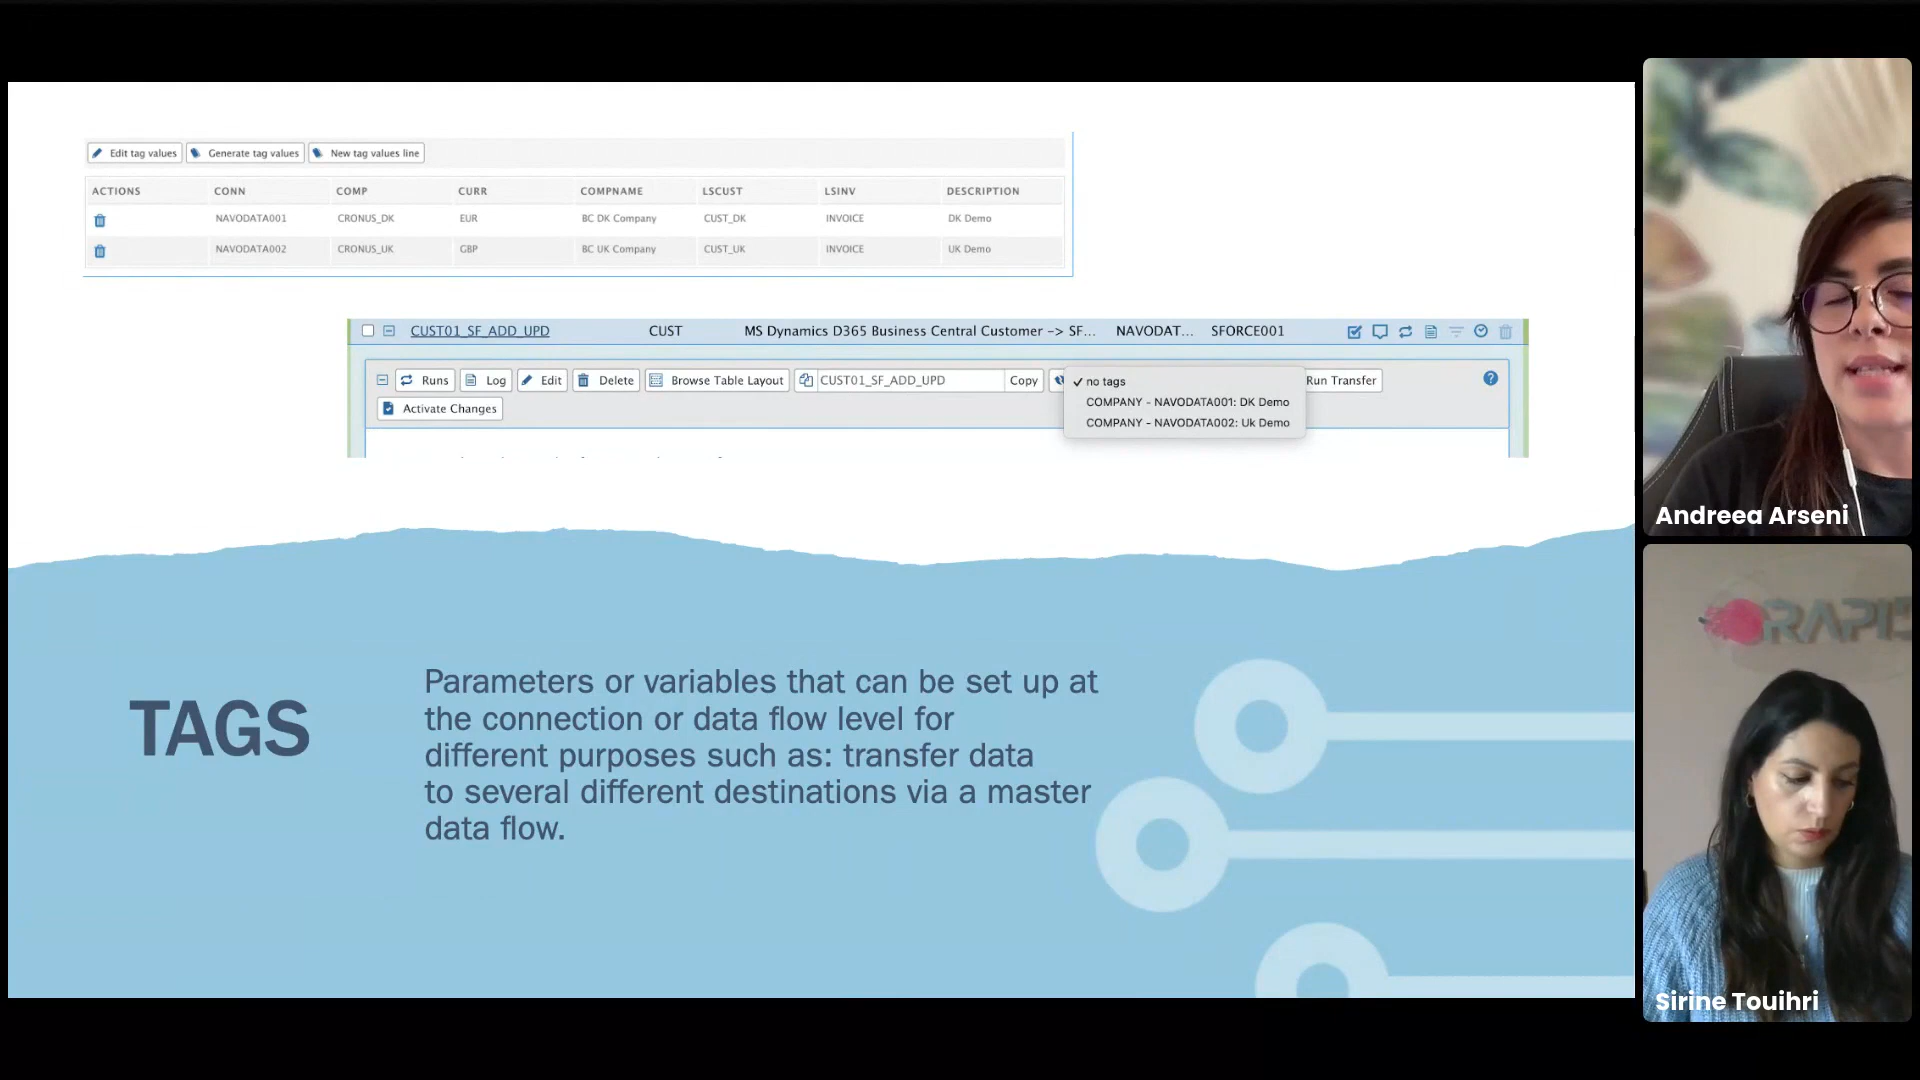 Edit tag values Generate tag values New tag values line
ACTIONS CONN COMP CURR COMPNAME LSCUST LSINV DESCRIPTION
NAVODATA001 CRONUS_DK EUR BC DK Company CUST_DK INVOICE DK Demo
NAVODATA002 CRONUS_UK GBP BC UK Company CUST_UK INVOICE UK Demo
CUST01_SF_ADD_UPD CUST MS Dynamics D365 Business Central Customer -> SF... NAVODAT... SFORCE001
Runs Log Edit Delete Browse Table Layout CUST01_SF_ADD_UPD Copy ✓ no tags Run Transfer ?
COMPANY - NAVODATA001: DK Demo
Activate Changes
COMPANY - NAVODATA002: Uk Demo
TAGS
Parameters or variables that can be set up at
the connection or data flow level for
different purposes such as: transfer data
to several different destinations via a master
data flow.
Andreea Arseni
RAPID
Sirine Touihri